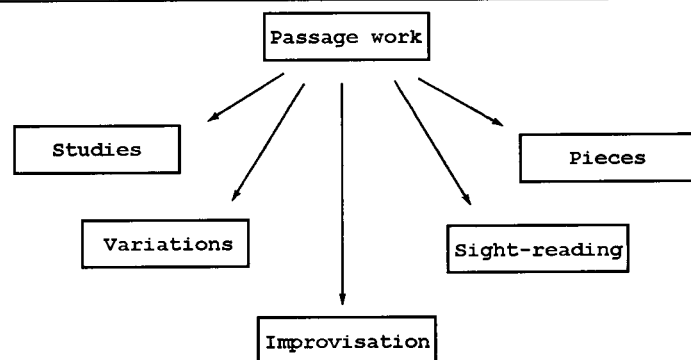 Passage work
Studies
Pieces
Variations
Sight-reading
Improvisation